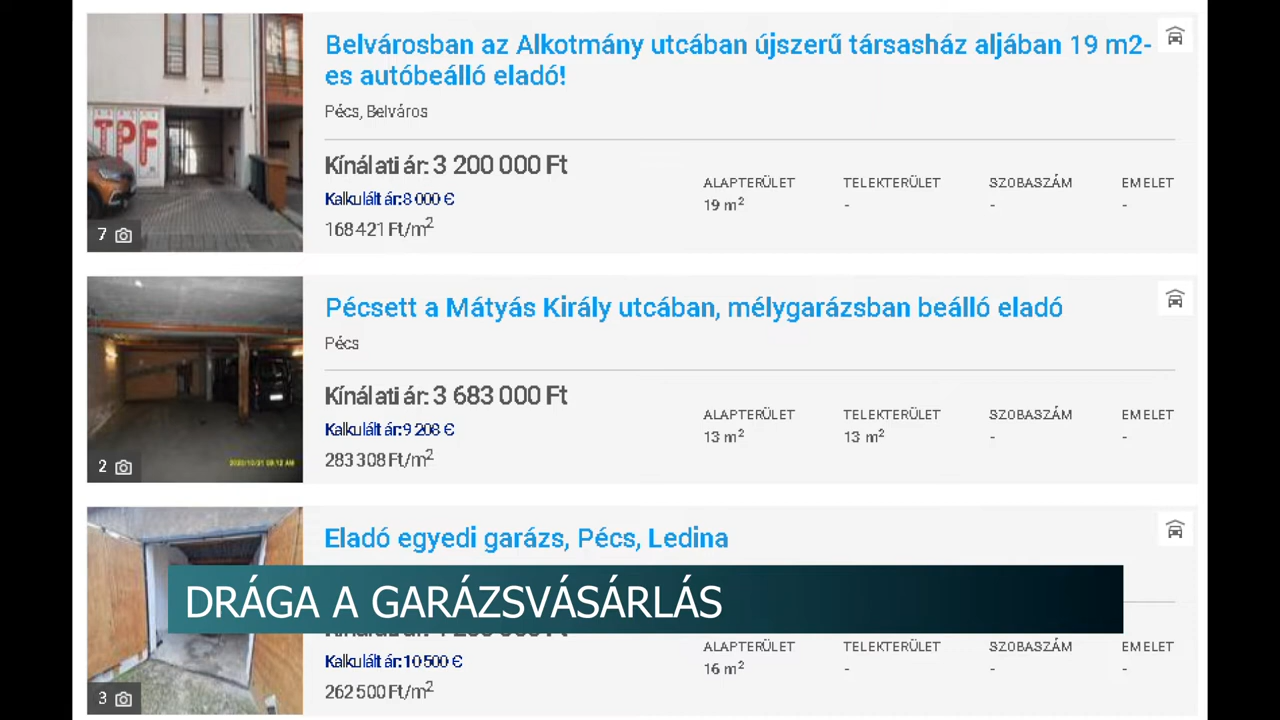 Belvárosban az Alkotmány utcában újszerű társasház aljában 19 m2-
es autóbeálló eladó!
Pécs, Belváros
TPF
Kínálati ár: 3 200 000 Ft
Kalkulált ár: 8 000 €
168 421 Ft/m²
ALAPTERÜLET TELEKTERÜLET SZOBASZÁM EMELET
19 m² - - -
7
Pécsett a Mátyás Király utcában, mélygarázsban beálló eladó
Pécs
Kínálati ár: 3 683 000 Ft
Kalkulált ár: 9 208 €
283 308 Ft/m²
ALAPTERÜLET TELEKTERÜLET SZOBASZÁM EMELET
13 m² 13 m² - -
2
Eladó egyedi garázs, Pécs, Ledina
DRÁGA A GARÁZSVÁSÁRLÁS
Kalkulált ár: 10 500 €
262 500 Ft/m²
ALAPTERÜLET TELEKTERÜLET SZOBASZÁM EMELET
16 m² - - -
3